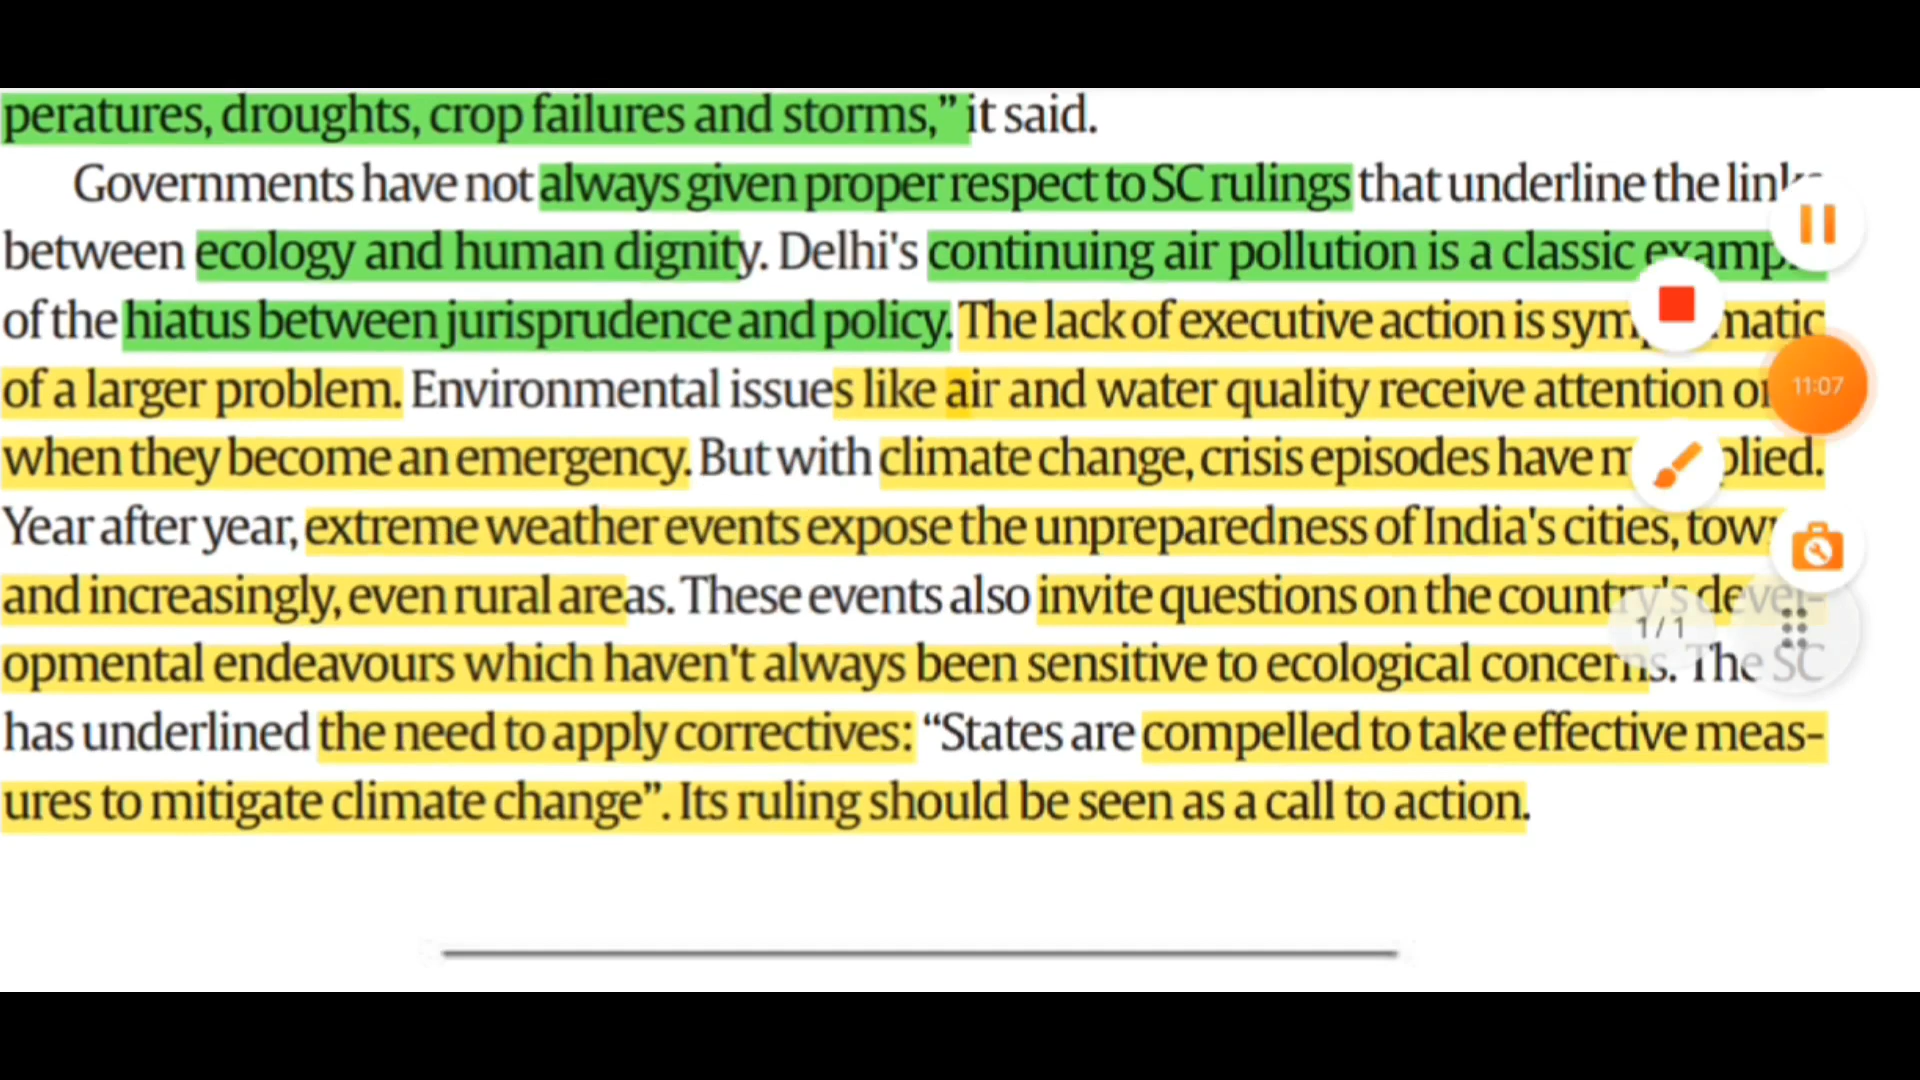 peratures, droughts, crop failures and storms,” it said.
Governments have not always given proper respect to SC rulings that underline the
between ecology and human dignity. Delhi's continuing air pollution is a classic
of the hiatus between jurisprudence and policy. The lack of executive action is
of a larger problem. Environmental issues like air and water quality receive attention
when they become an emergency. But with climate change, crisis episodes have
Year after year, extreme weather events expose the unpreparedness of India's cities,
and increasingly, even rural areas. These events also invite questions on the country's devel-
opmental endeavours which haven't always been sensitive to ecological concerns. The SC
has underlined the need to apply correctives: “States are compelled to take effective meas-
ures to mitigate climate change”. Its ruling should be seen as a call to action.
11:07
1/1